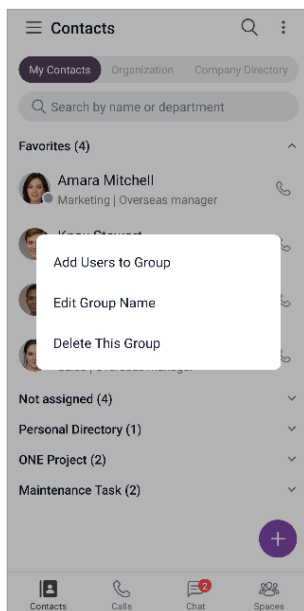 Contacts
My Contacts
Organization
Company Directory
Search by name or department
Favorites (4)
Amara Mitchell
Marketing | Overseas manager
Add Users to Group
Edit Group Name
Delete This Group
Not assigned (4)
Personal Directory (1)
ONE Project (2)
Maintenance Task (2)
2
Contacts
Calls
Chat
Spaces